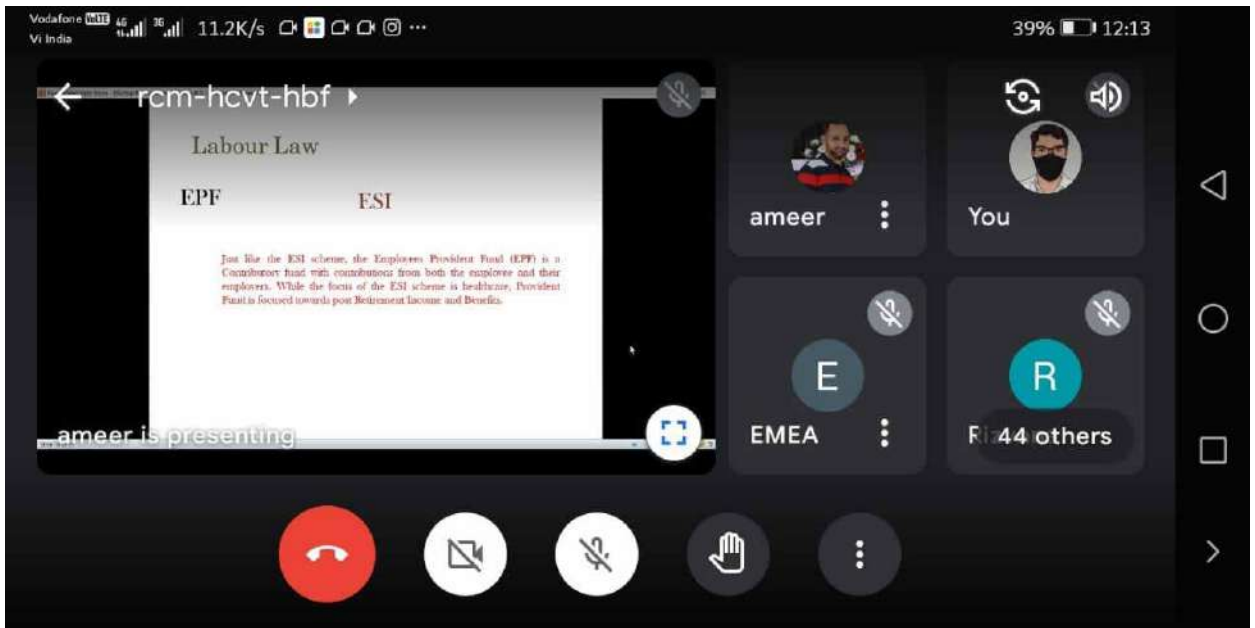 Vodafone VoLTE 4G 3G 11.2K/s 39% 12:13
Vi India
rcm-hcvt-hbf
Labour Law
EPF ESI
Just like the ESI scheme, the Employees Provident Fund (EPF) is a
Contributory fund with contributions from both the employee and their
employers. While the focus of the ESI scheme is healthcare, Provident
Fund is focused towards post Retirement Income and Benefits.
ameer is presenting
ameer
You
E
EMEA
R
44 others